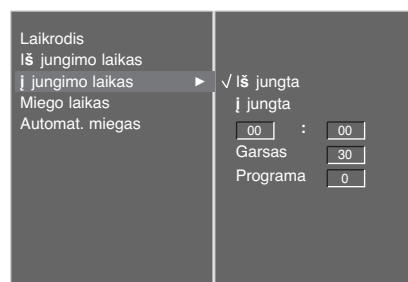 Laikrodis
Iš jungimo laikas
į jungimo laikas ►
Miego laikas
Automat. miegas
√ Iš jungta
į jungta
00 : 00
Garsas 30
Programa 0